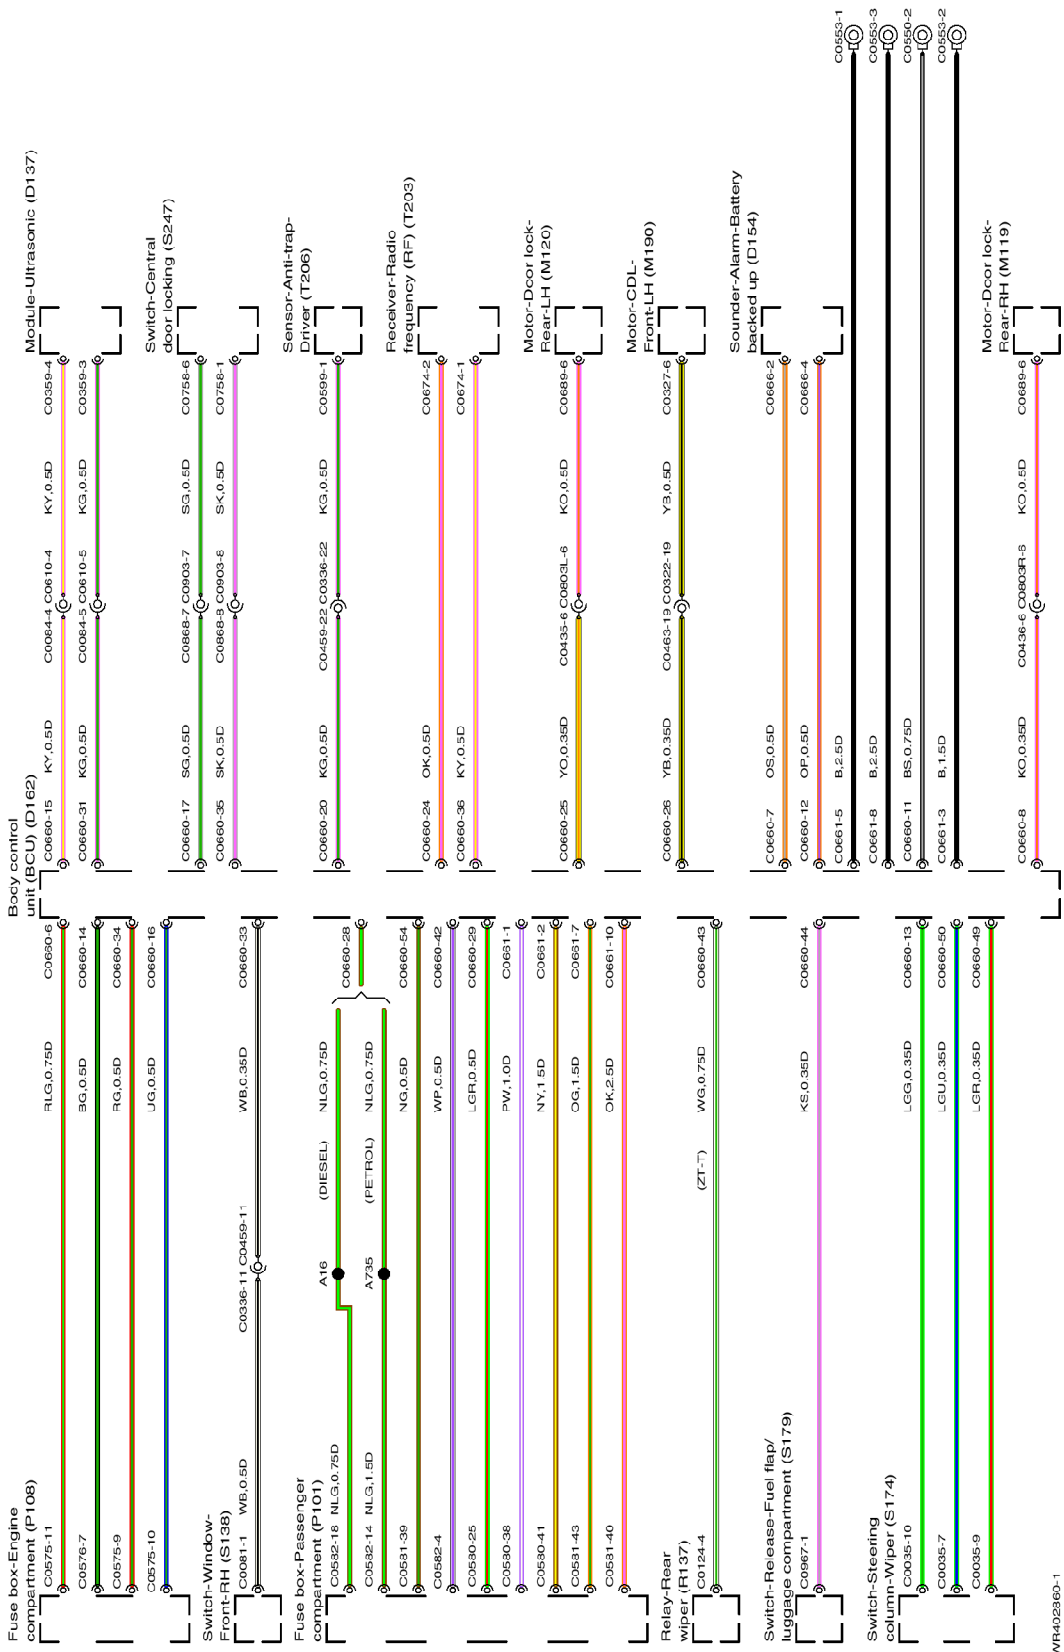 Fuse box-Engine
compartment (P108)
C0575-11
RLG,0.75D
C0660-6
C0576-7
BG,0.5D
C0660-14
C0575-9
RG,0.5D
C0660-34
C0575-10
UG,0.5D
C0660-16
Switch-Window-
Front-RH (S138)
C0081-1
WB,0.5D
C0336-11
C0459-11
WB,0.35D
C0660-33
Fuse box-Passenger
compartment (P101)
C0582-18
NLG,0.75D
A16
(DIESEL)
NLG,0.75D
C0660-28
C0582-14
NLG,1.5D
A735
(PETROL)
NLG,0.75D
C0581-39
NG,0.5D
C0660-54
C0582-4
WP,0.5D
C0660-42
C0580-25
LGR,0.5D
C0660-29
C0580-38
PW,1.0D
C0661-1
C0580-41
NY,1.5D
C0661-2
C0581-43
OG,1.5D
C0661-7
C0581-40
OK,2.5D
C0661-10
Relay-Rear
wiper (R137)
C0124-4
(ZT-T)
WG,0.75D
C0660-43
Switch-Release-Fuel flap/
luggage compartment (S179)
C0967-1
KS,0.35D
C0660-44
Switch-Steering
column-Wiper (S174)
C0035-10
LGG,0.35D
C0660-13
C0035-7
LGU,0.35D
C0660-50
C0035-9
LGR,0.35D
C0660-49
Body control
unit (BCU) (D162)
C0660-15
KY,0.5D
C0084-4
C0610-4
KY,0.5D
C0359-4
Module-Ultrasonic (D137)
C0660-31
KG,0.5D
C0084-5
C0610-5
KG,0.5D
C0359-3
Switch-Central
door locking (S247)
C0660-17
SG,0.5D
C0868-7
C0903-7
SG,0.5D
C0758-6
C0660-35
SK,0.5D
C0868-8
C0903-8
SK,0.5D
C0758-1
Sensor-Anti-trap-
Driver (T206)
C0660-20
KG,0.5D
C0459-22
C0336-22
KG,0.5D
C0599-1
Receiver-Radio
frequency (RF) (T203)
C0660-24
OK,0.5D
C0674-2
C0660-36
KY,0.5D
C0674-1
Motor-Door lock-
Rear-LH (M120)
C0660-25
YO,0.35D
C0435-6
C0803L-6
KO,0.5D
C0689-6
Motor-CDL-
Front-LH (M190)
C0660-26
YB,0.35D
C0463-19
C0322-19
YB,0.5D
C0327-6
Sounder-Alarm-Battery
backed up (D154)
C0660-7
OS,0.5D
C0666-2
C0660-12
OP,0.5D
C0666-4
C0661-5
B,2.5D
C0553-1
C0661-8
B,2.5D
C0553-3
C0660-11
BS,0.75D
C0550-2
C0661-3
B,1.5D
C0553-2
Motor-Door lock-
Rear-RH (M119)
C0660-8
KO,0.35D
C0436-6
C0803R-6
KO,0.5D
C0689-6